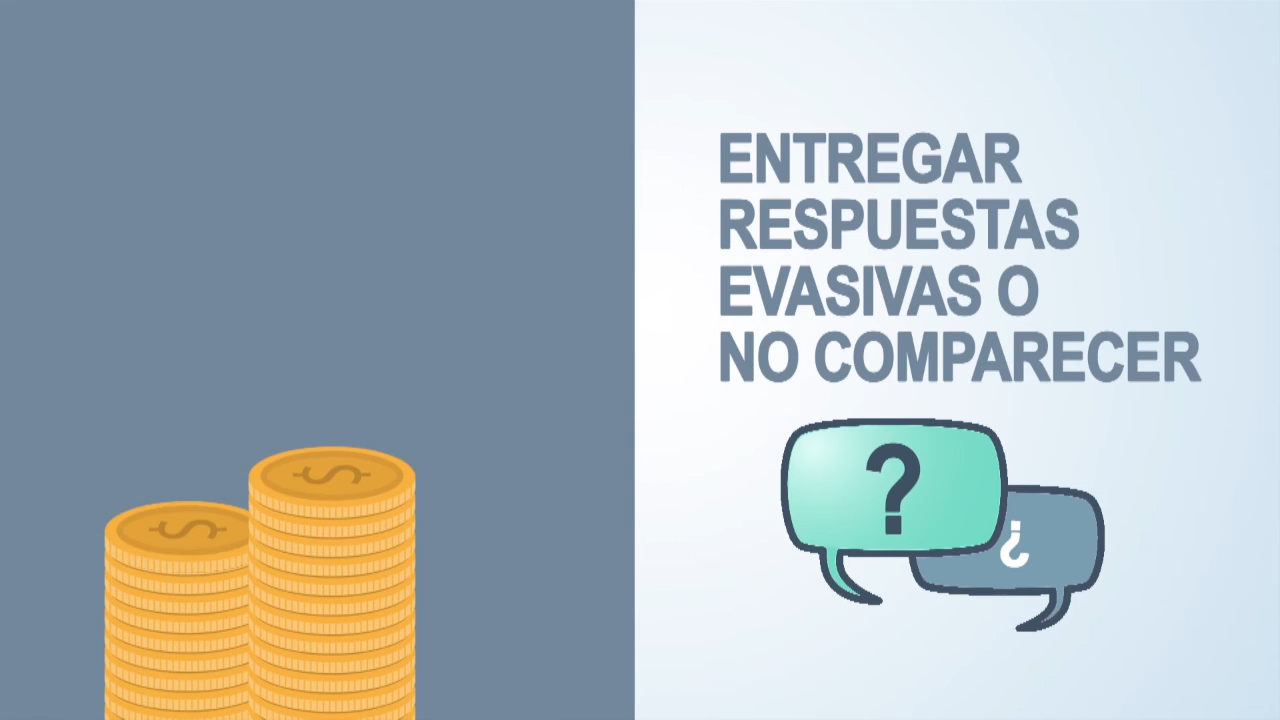 ENTREGAR
RESPUESTAS
EVASIVAS O
NO COMPARECER
?
¿
$
$